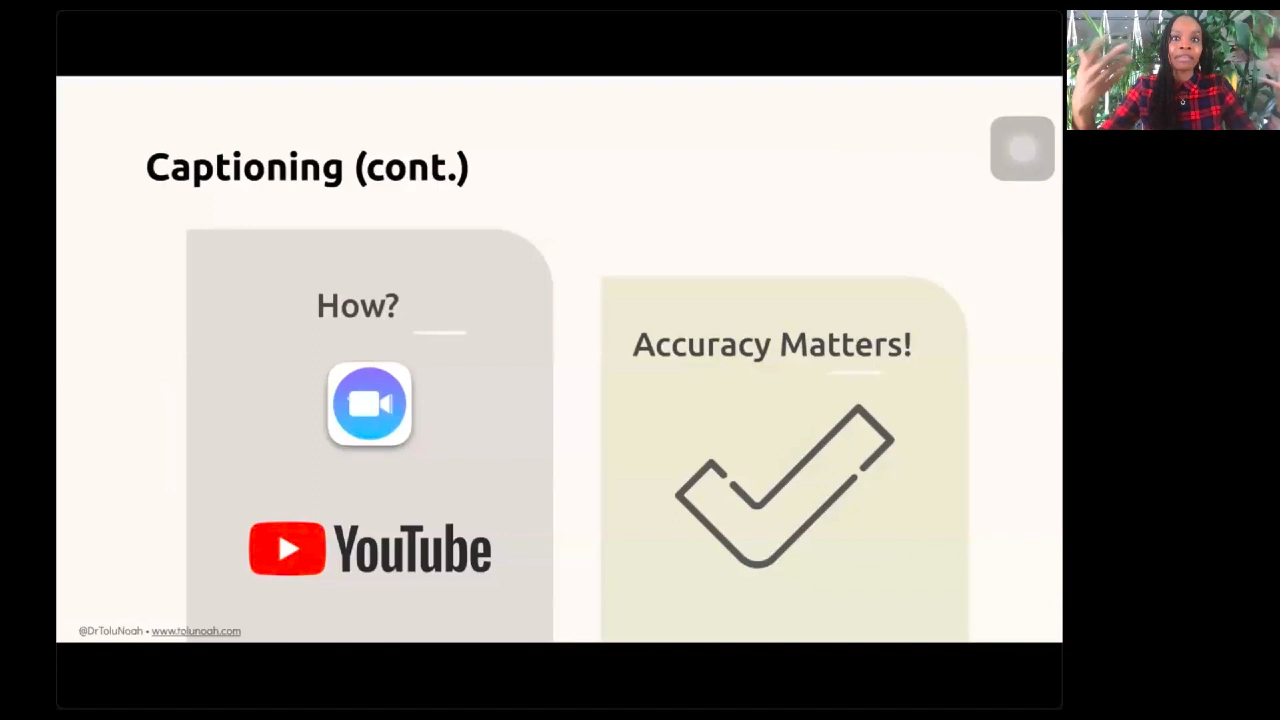 Captioning (cont.)
How?
YouTube
Accuracy Matters!
@DrToluNoah • www.tolunoah.com